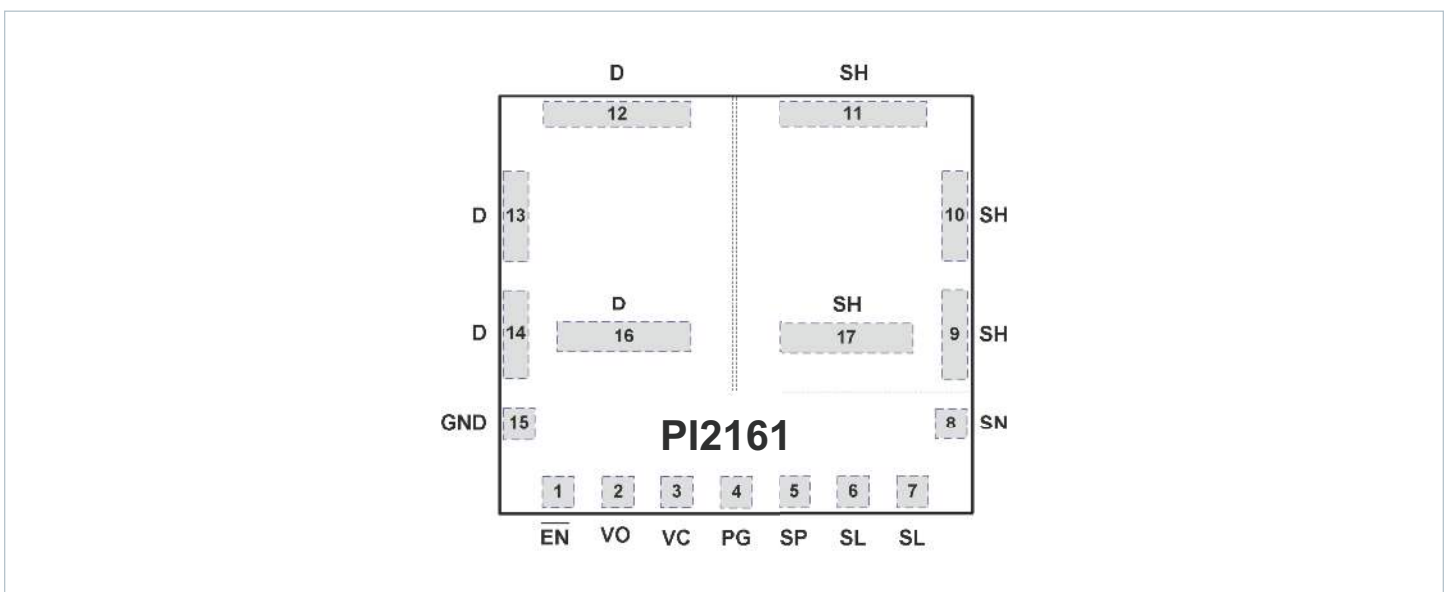 D SH
12 11
D 13 10 SH
D SH
D 14 16 17 9 SH
GND 15 PI2161 8 SN
1 2 3 4 5 6 7
E̅N̅ VO VC PG SP SL SL